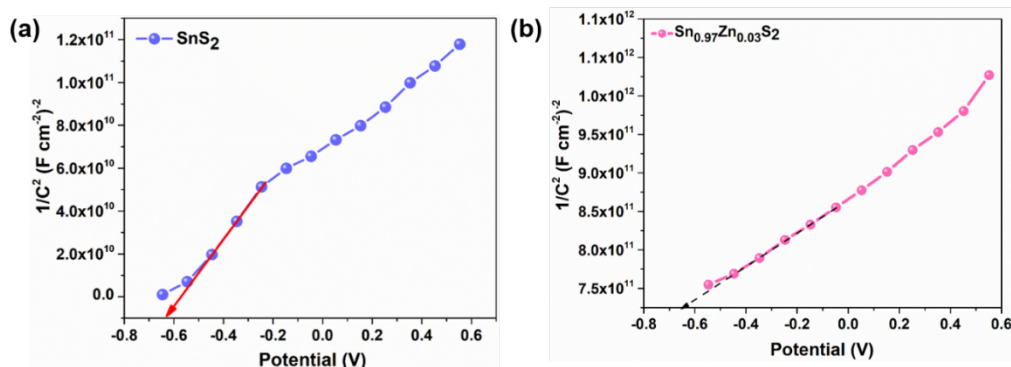 (a)
SnS2
1/C2 (F cm-2)-2
1.2x10^11
1.0x10^11
8.0x10^10
6.0x10^10
4.0x10^10
2.0x10^10
0.0
-0.8 -0.6 -0.4 -0.2 0.0 0.2 0.4 0.6
Potential (V)
(b)
Sn0.97Zn0.03S2
1/C2 (F cm-2)-2
1.1x10^12
1.0x10^12
1.0x10^12
9.5x10^11
9.0x10^11
8.5x10^11
8.0x10^11
7.5x10^11
-0.8 -0.6 -0.4 -0.2 0.0 0.2 0.4 0.6
Potential (V)